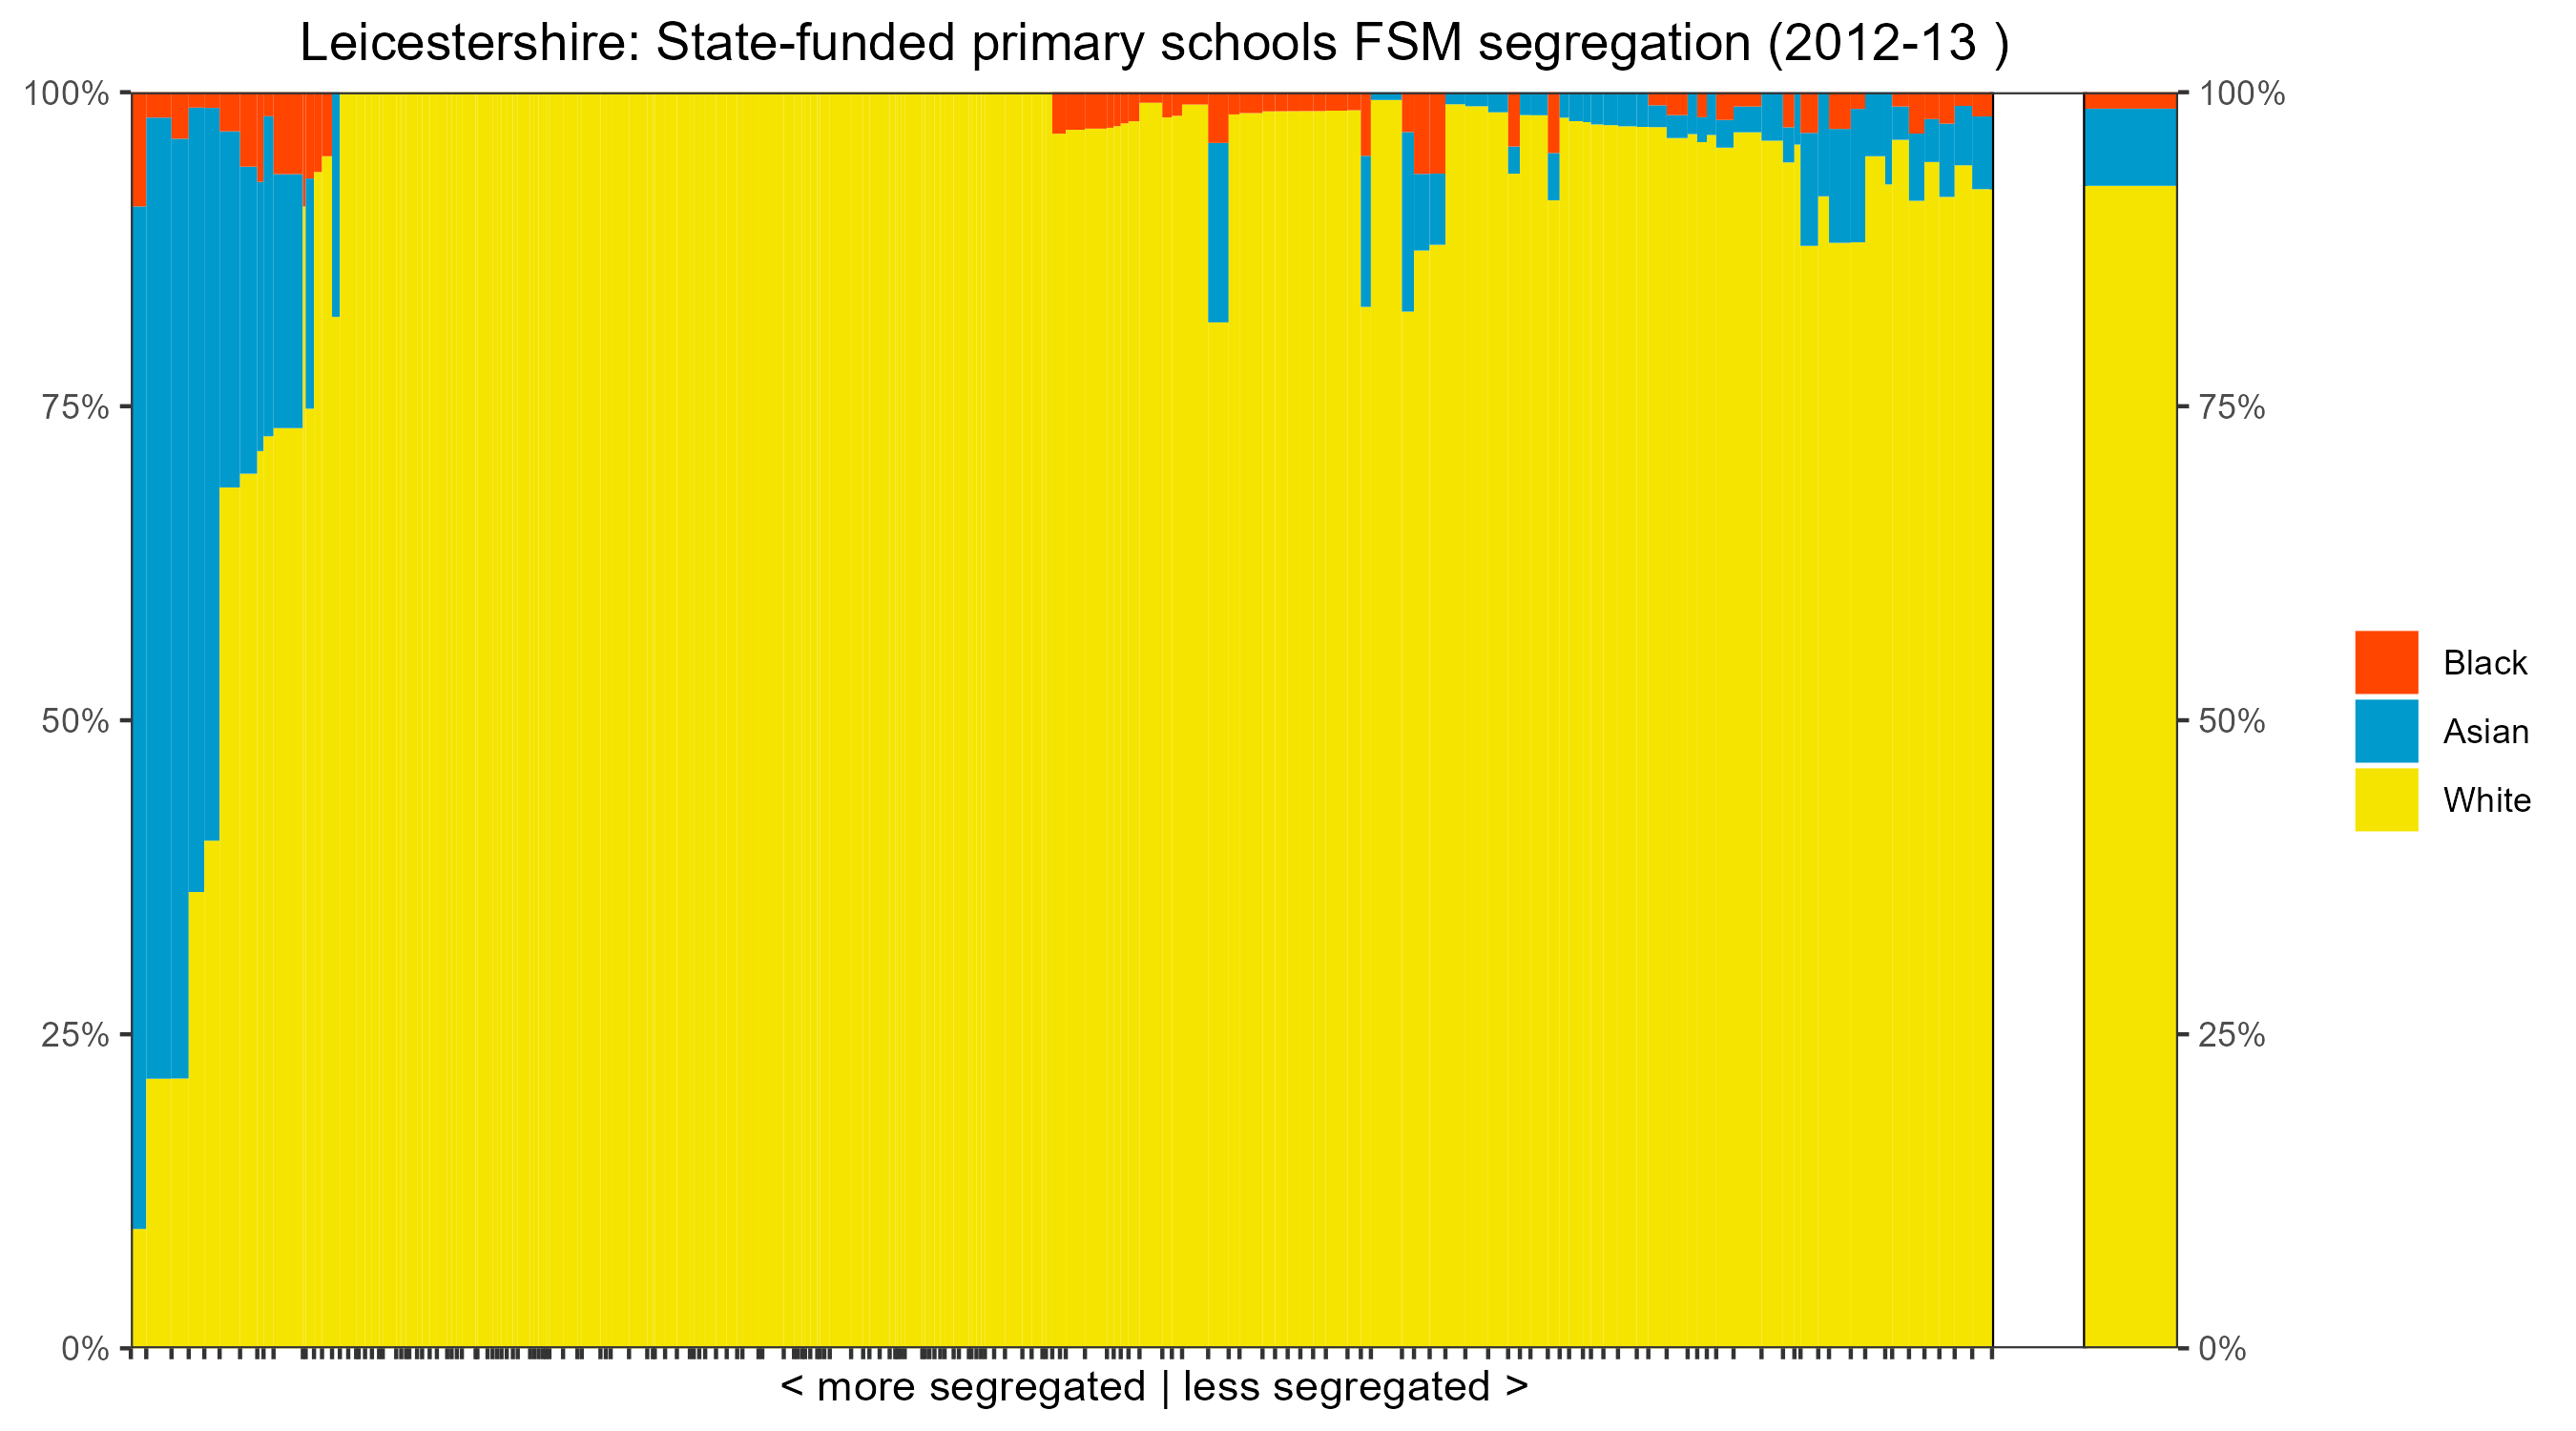 Leicestershire: State-funded primary schools FSM segregation (2012-13 )
100%
75%
50%
25%
0%
100%
75%
50%
25%
0%
Black
Asian
White
< more segregated | less segregated >